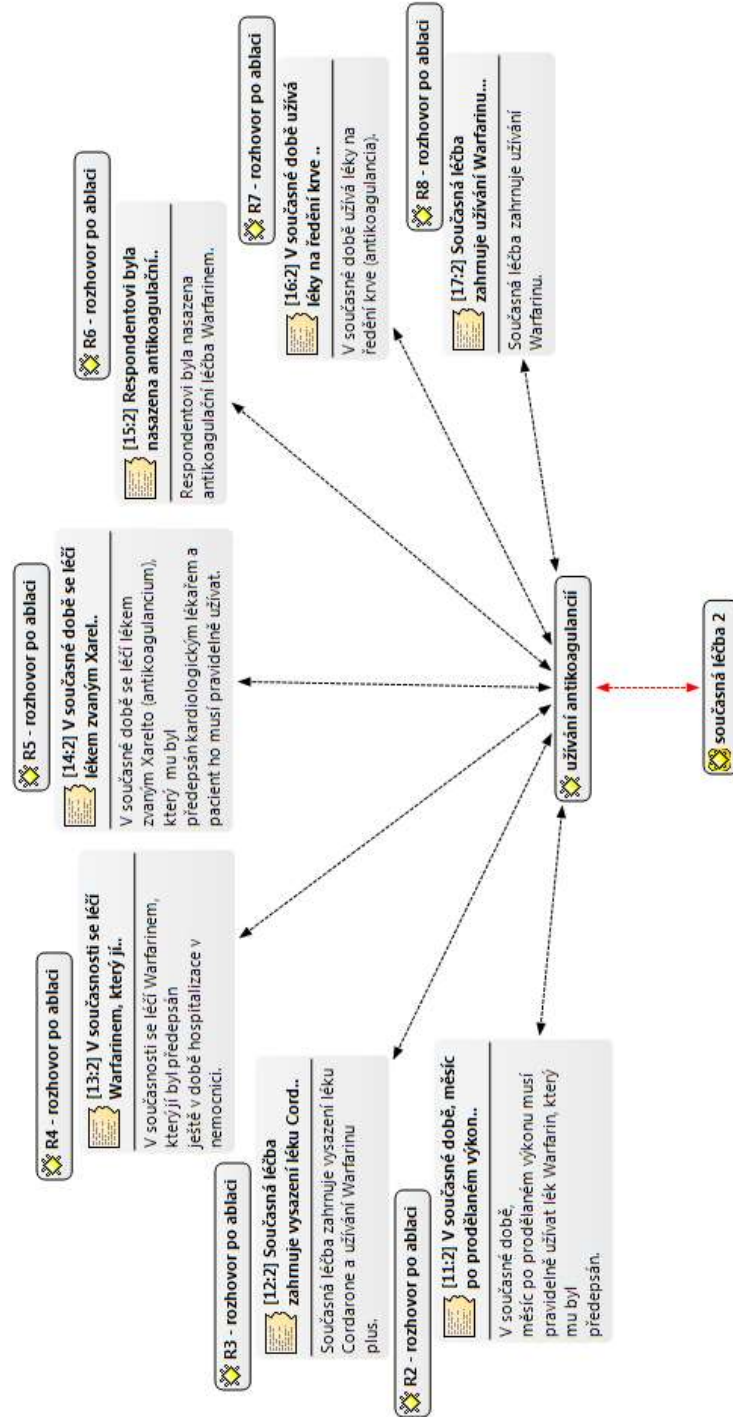 R2 - rozhovor po ablaci
[11:2] V současné době, měsíc
po prodělaném výkon..
V současné době,
měsíc po prodělaném výkonu musí
pravidelně užívat lék Warfarin, který
mu byl
předepsán.
R3 - rozhovor po ablaci
[12:2] Současná léčba
zahrnuje vysazení léku Cord..
Současná léčba zahrnuje vysazení léku
Cordarone a užívání Warfarinu
plus.
R4 - rozhovor po ablaci
[13:2] V současnosti se léčí
Warfarinem, který jí..
V současnosti se léčí Warfarinem,
který jí byl předepsán
ještě v době hospitalizace v
nemocnici.
R5 - rozhovor po ablaci
[14:2] V současné době se léčí
lékem zvaným Xarel..
V současné době se léčí lékem
zvaným Xarelto (antikoagulancium),
který mu byl
předepsán kardiologickým lékařem a
pacient ho musí pravidelně užívat.
R6 - rozhovor po ablaci
[15:2] Respondentovi byla
nasazena antikoagulační..
Respondentovi byla nasazena
antikoagulační léčba Warfarinem.
R7 - rozhovor po ablaci
[16:2] V současné době užívá
léky na ředění krve ..
V současné době užívá léky na
ředění krve (antikoagulancia).
R8 - rozhovor po ablaci
[17:2] Současná léčba
zahrnuje užívání Warfarinu...
Současná léčba zahrnuje užívání
Warfarinu.
užívání antikoagulancií
současná léčba 2